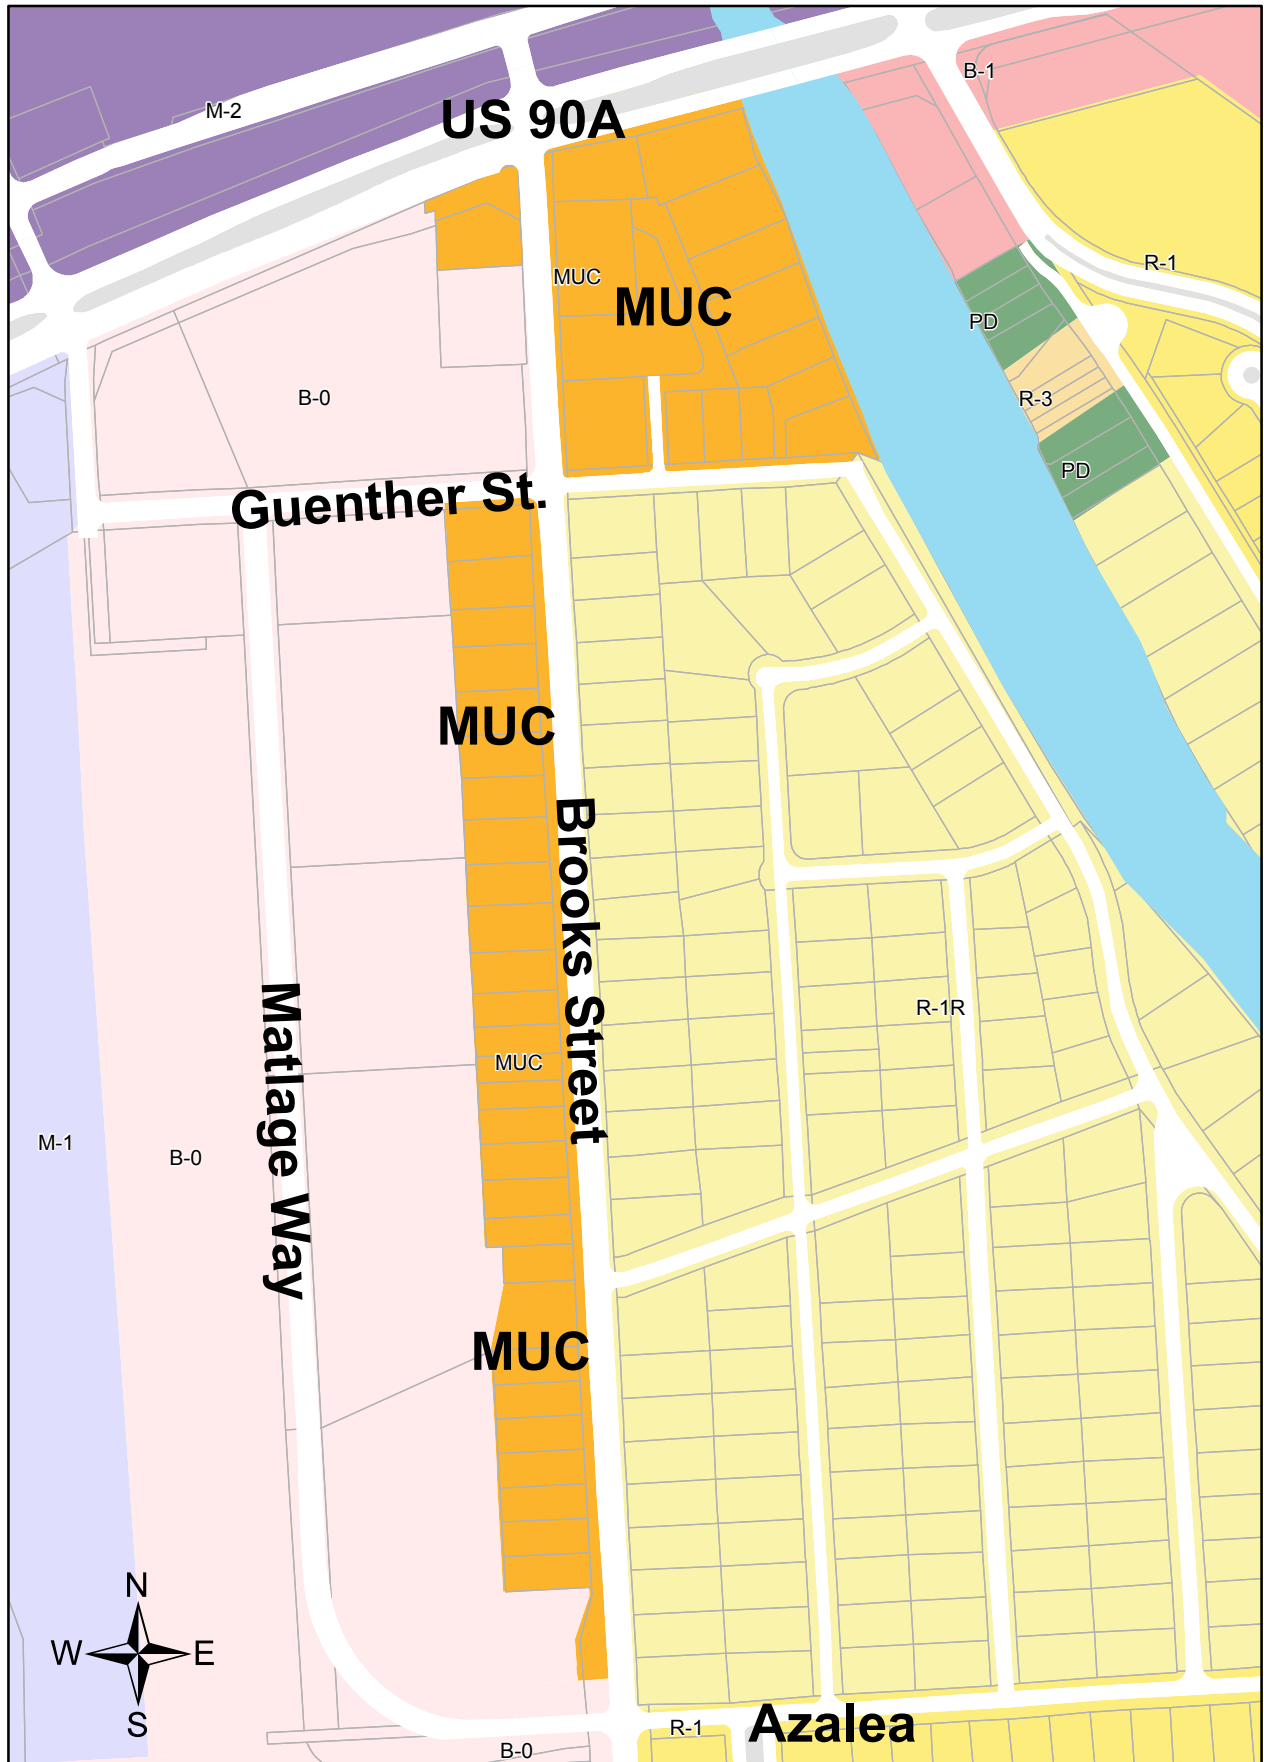 B-1
M-2
US 90A
R-1
MUC
MUC
PD
B-0
R-3
PD
Guenther St.
MUC
Brooks Street
R-1R
Matlage Way
MUC
M-1
B-0
MUC
N
W E
S
R-1
Azalea
B-0